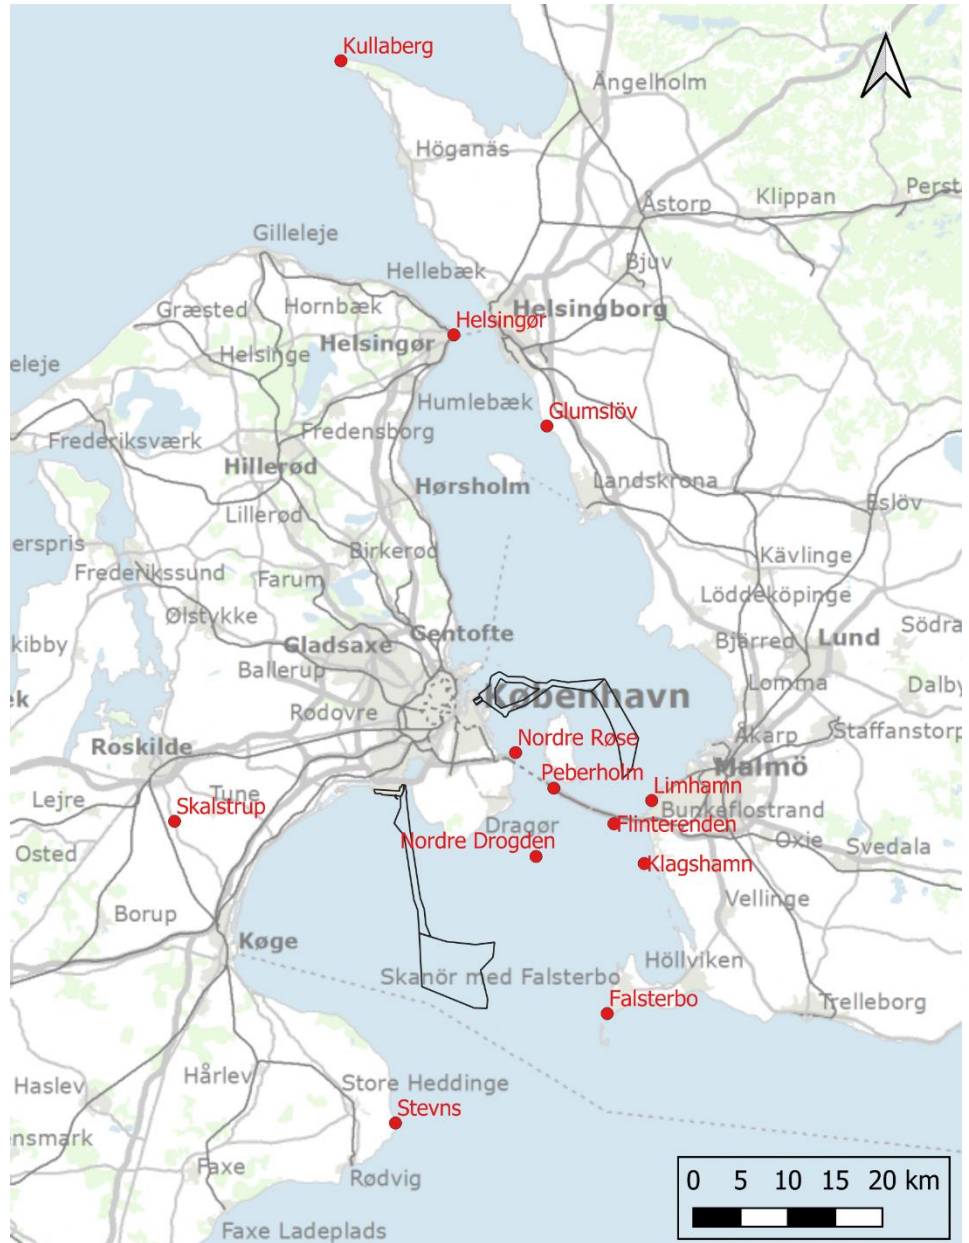 Kullaberg
Ängelholm
Höganäs
Klippan
Perst
Åstorp
Gilleleje
Hellebæk
Bjuv
Græsted
Hornbæk
Helsingborg
Helsingør
Helsingør
Helsinge
eleje
Humlebæk
Glumslöv
Frederiksværk
Fredensborg
Hillerød
Hørsholm
Landskrona
Eslöv
Lillerød
erspris
Birkerød
Kävlinge
Frederikssund
Farum
Löddeköpinge
Ølstykke
Gentofte
Södra
kibby
Gladsaxe
Bjärred
Lund
Ballerup
Lomma
Dalby
ek
København
Rødovre
Staffanstorp
Åkarp
Roskilde
Nordre Røse
Malmö
Peberholm
Limhamn
Lejre
Tune
Skalstrup
Bunkeflostrand
Dragør
Flinterenden
Oxie
Nordre Drogden
Svedala
Osted
Klagshamn
Vellinge
Borup
Køge
Höllviken
Skanör med Falsterbo
Falsterbo
Trelleborg
Hårlev
Haslev
Store Heddinge
Stevns
ensmark
Faxe
Rødvig
Faxe Ladeplads
0 5 10 15 20 km